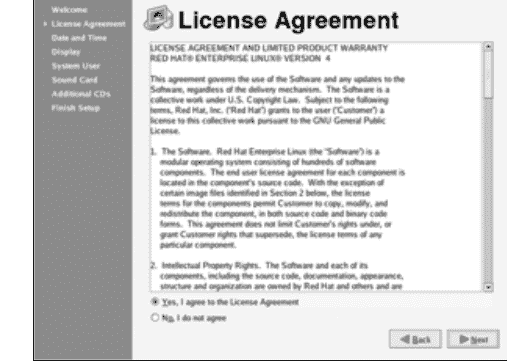 Welcome
License Agreement
Date and Time
Display
System User
Sound Card
Additional CDs
Finish Setup
License Agreement
LICENSE AGREEMENT AND LIMITED PRODUCT WARRANTY
RED HAT® ENTERPRISE LINUX® VERSION 4
This agreement governs the use of the Software and any updates to the
Software, regardless of the delivery mechanism. The Software is a
collective work under U.S. Copyright Law. Subject to the following
terms, Red Hat, Inc. ("Red Hat") grants to the user ("Customer") a
license to this collective work pursuant to the GNU General Public
License.
1. The Software. Red Hat Enterprise Linux (the "Software") is a
modular operating system consisting of hundreds of software
components. The end user license agreement for each component is
located in the component's source code. With the exception of
certain image files identified in Section 2 below, the license
terms for the components permit Customer to copy, modify, and
redistribute the component, in both source code and binary code
forms. This agreement does not limit Customer's rights under, or
grant Customer rights that supersede, the license terms of any
particular component.
2. Intellectual Property Rights. The Software and each of its
components, including the source code, documentation, appearance,
structure and organization are owned by Red Hat and others and are
Yes, I agree to the License Agreement
No, I do not agree
Back
Next